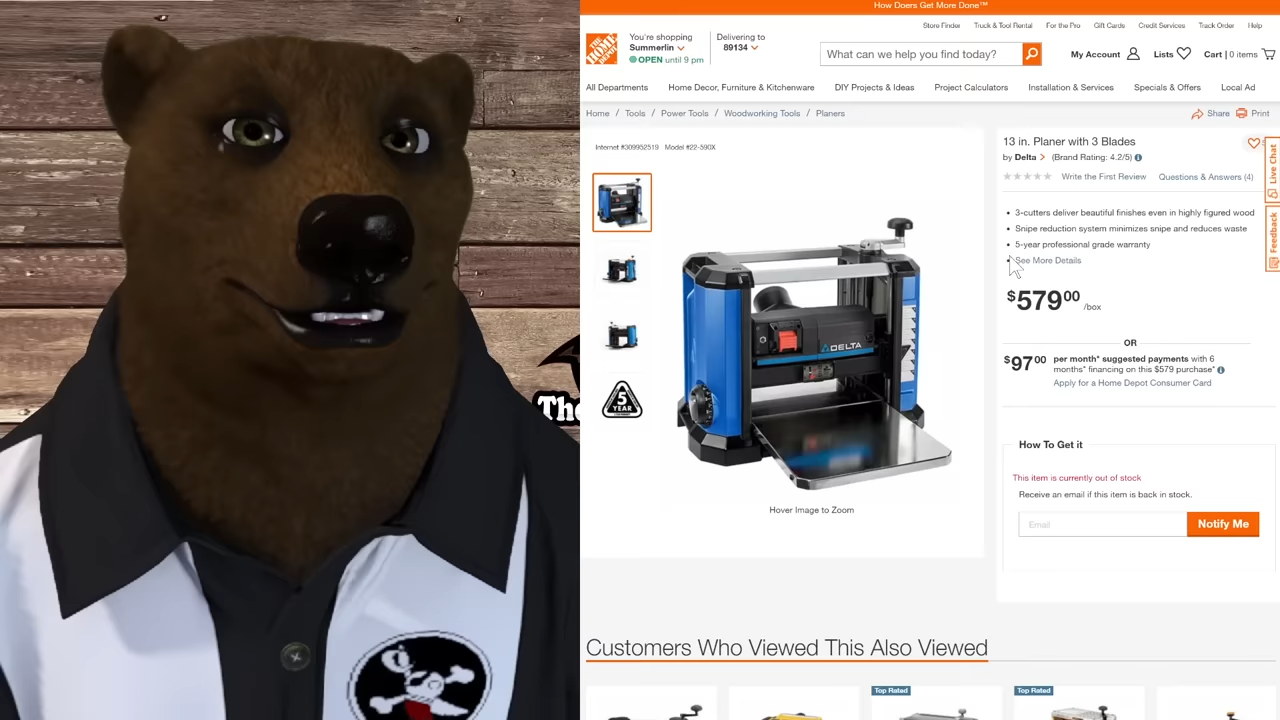 How Doers Get More Done™
Store Finder Truck & Tool Rental For the Pro Gift Cards Credit Services Track Order Help
THE HOME DEPOT
You're shopping
Summerlin
OPEN until 9 pm
Delivering to
89134
What can we help you find today?
My Account Lists Cart | 0 items
All Departments Home Decor, Furniture & Kitchenware DIY Projects & Ideas Project Calculators Installation & Services Specials & Offers Local Ad
Home / Tools / Power Tools / Woodworking Tools / Planers
Share Print
Internet #309952519 Model #22-590X
13 in. Planer with 3 Blades
by Delta (Brand Rating: 4.2/5)
Write the First Review Questions & Answers (4)
• 3-cutters deliver beautiful finishes even in highly figured wood
• Snipe reduction system minimizes snipe and reduces waste
• 5-year professional grade warranty
• See More Details
$57900 /box
OR
$9700 per month* suggested payments with 6
months* financing on this $579 purchase*
Apply for a Home Depot Consumer Card
How To Get it
This item is currently out of stock
Receive an email if this item is back in stock.
Email
Notify Me
Live Chat
Feedback
DELTA
5
YEAR
Hover Image to Zoom
The
Customers Who Viewed This Also Viewed
Top Rated
Top Rated